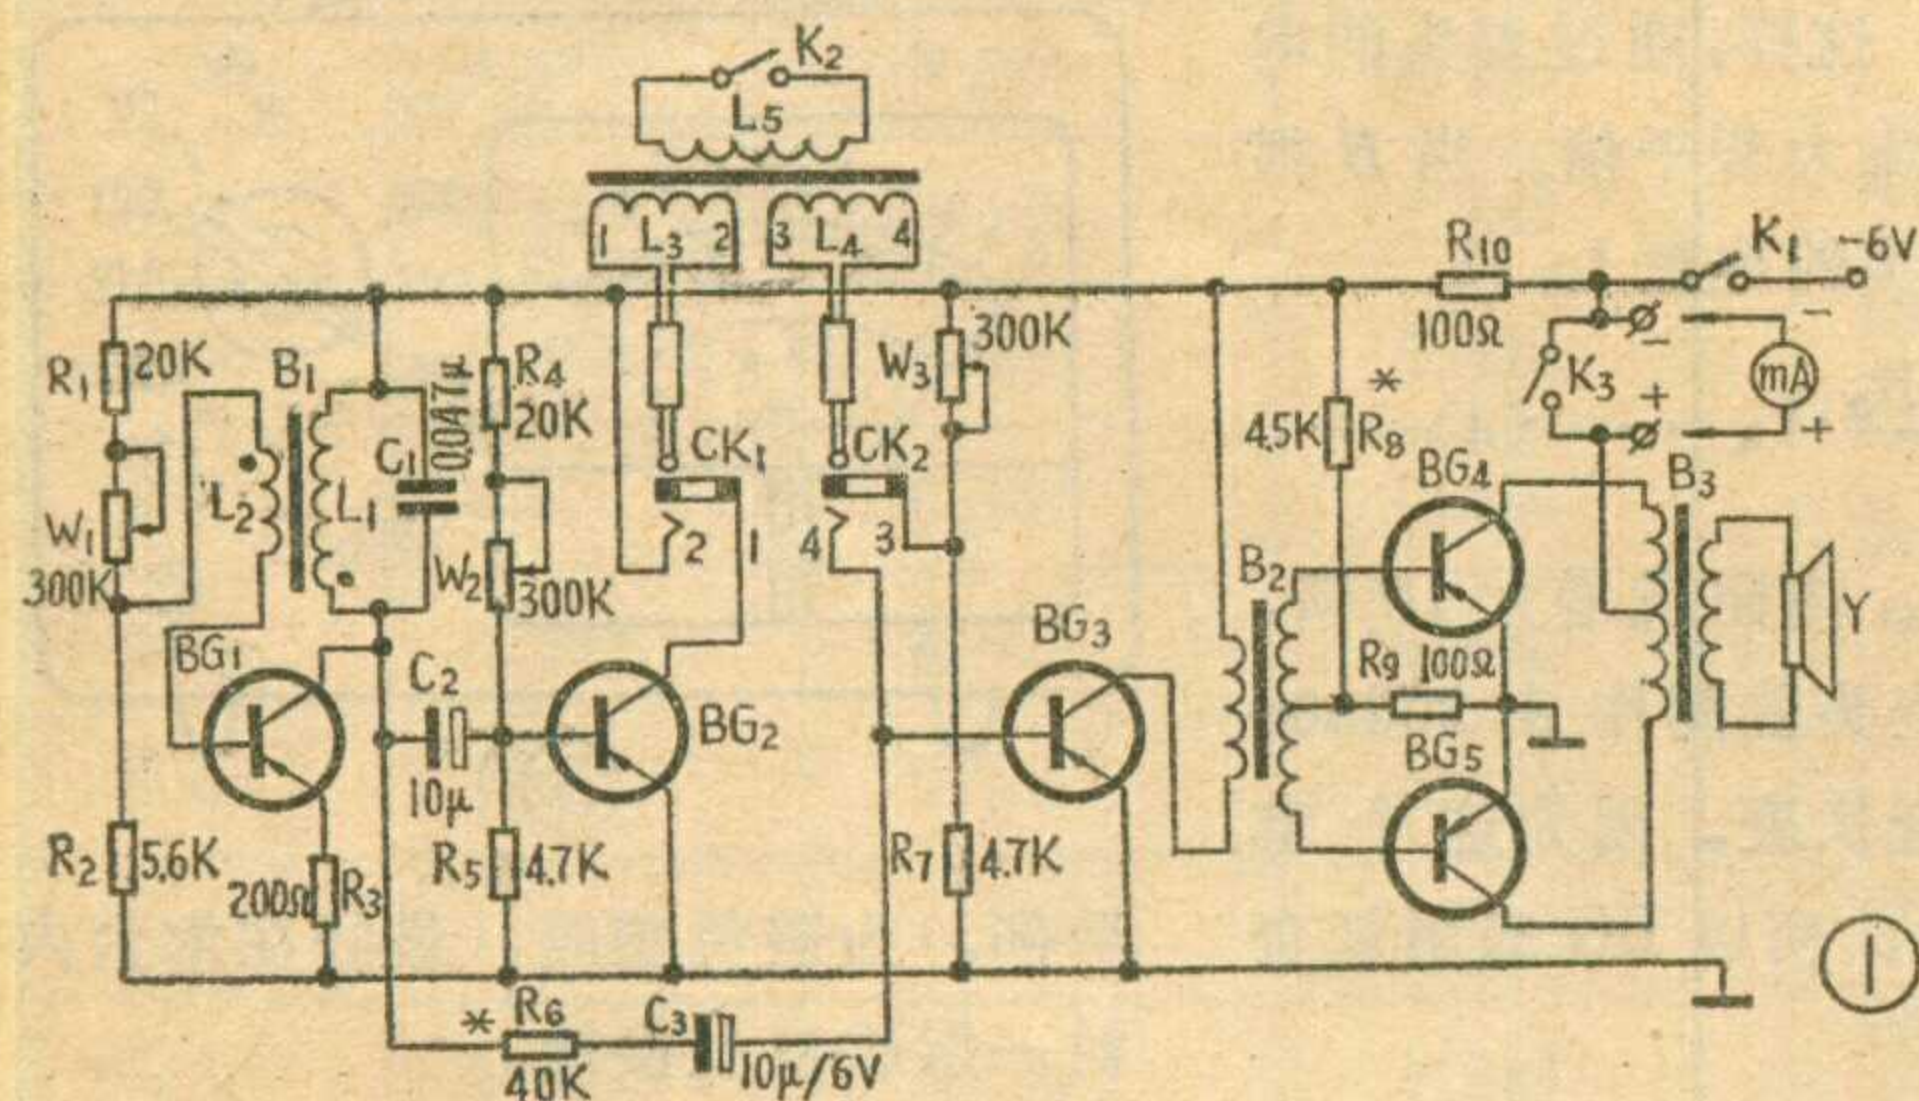 K2
L5
1 L3 2
3 L4 4
R10
100Ω
K1
-6V
R1 20K
B1
L2
L1
C1
0.047μ
R4
20K
W1
300K
W2
300K
CK1
2 1
CK2
4 3
W3
300K
*
4.5K R8
K3
-
+
mA
-
+
BG4
B3
B2
BG1
C2
10μ
BG2
BG3
R9 100Ω
BG5
Y
R2 5.6K
200Ω R3
R5 4.7K
R7 4.7K
* R6
40K
C3
10μ/6V
1